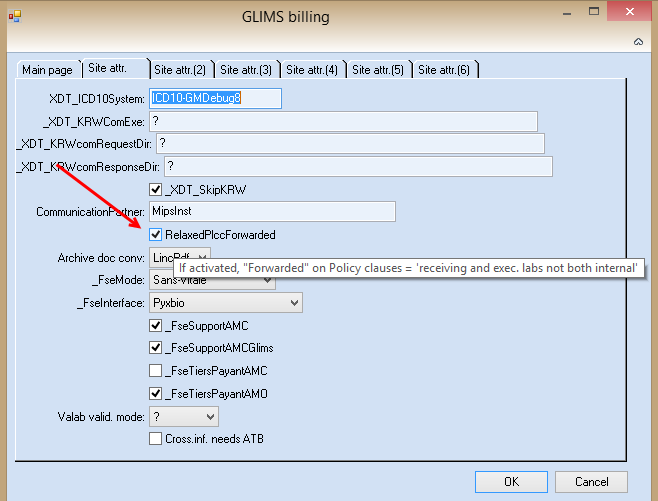 GLIMS billing
Main page Site attr. Site attr.(2) Site attr.(3) Site attr.(4) Site attr.(5) Site attr.(6)
XDT_ICD10System: ICD10-GMDebug8
_XDT_KRWComExe: ?
_XDT_KRWcomRequestDir: ?
_XDT_KRWcomResponseDir: ?
_XDT_SkipKRW
CommunicationPartner: MipsInst
RelaxedPlccForwarded
Archive doc conv: LincPdf
If activated, "Forwarded" on Policy clauses = 'receiving and exec. labs not both internal'
_FseMode: Sans-Vitale
_FseInterface: Pyxbio
_FseSupportAMC
_FseSupportAMCGlims
_FseTiersPayantAMC
_FseTiersPayantAMO
Valab valid. mode: ?
Cross.inf. needs ATB
OK Cancel